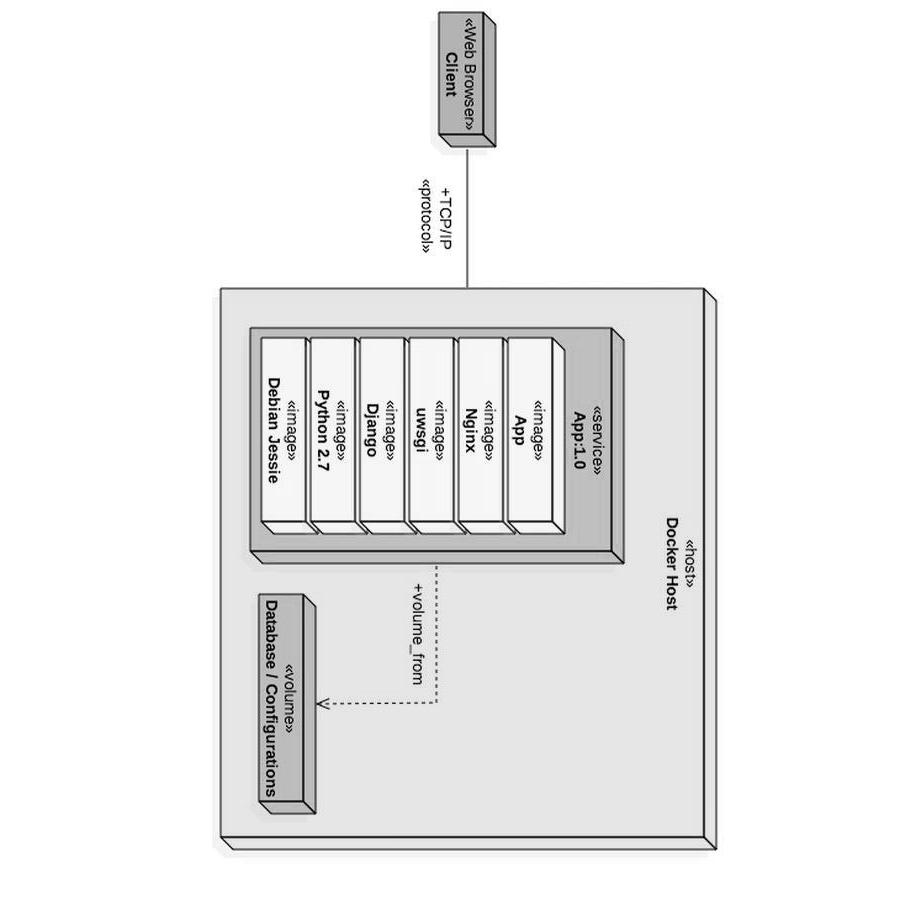 «Web Browser»
Client
+TCP/IP
«protocol»
«host»
Docker Host
«service»
App:1.0
«image»
App
«image»
Nginx
«image»
uwsgi
«image»
Django
«image»
Python 2.7
«image»
Debian Jessie
+volume_from
«volume»
Database / Configurations